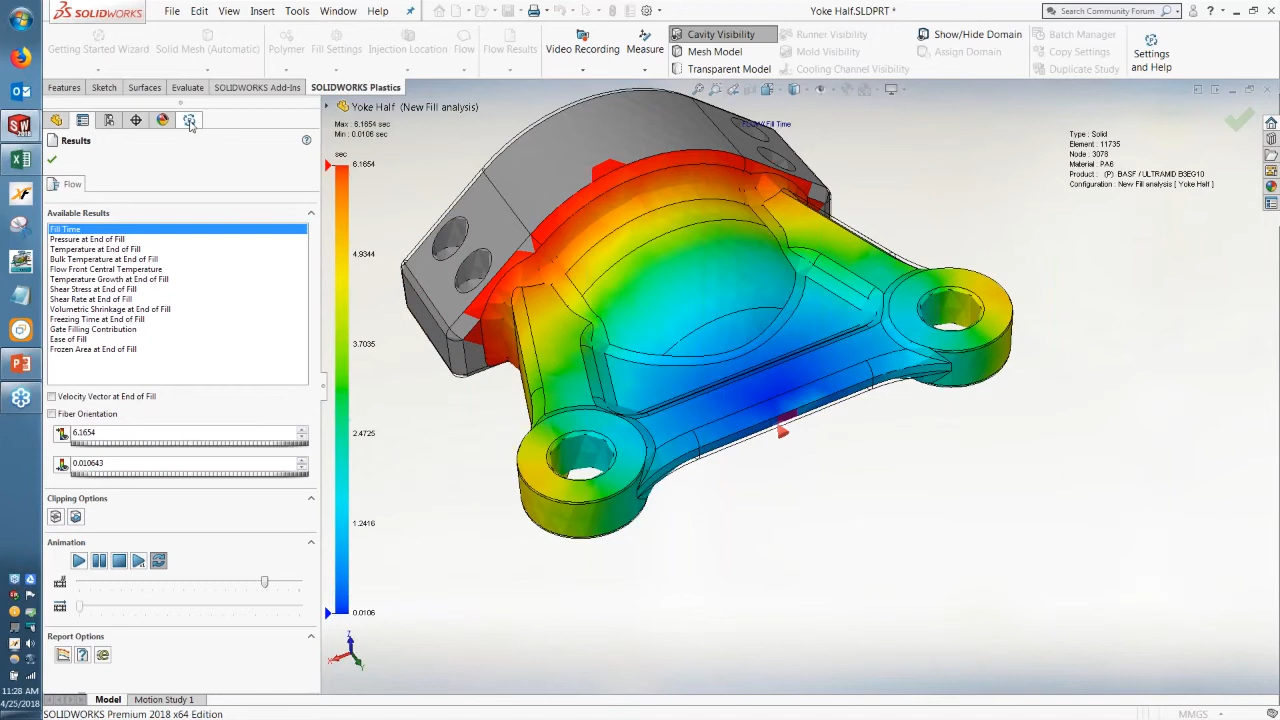 SOLIDWORKS
File Edit View Insert Tools Window Help
Yoke Half.SLDPRT *
Search Community Forum
Getting Started Wizard
Solid Mesh (Automatic)
Polymer
Fill Settings
Injection Location
Flow
Flow Results
Video Recording
Measure
Cavity Visibility
Mesh Model
Transparent Model
Runner Visibility
Mold Visibility
Cooling Channel Visibility
Show/Hide Domain
Assign Domain
Batch Manager
Copy Settings
Duplicate Study
Settings
and Help
Features Sketch Surfaces Evaluate SOLIDWORKS Add-Ins SOLIDWORKS Plastics
Results
Flow
Available Results
Fill Time
Pressure at End of Fill
Temperature at End of Fill
Bulk Temperature at End of Fill
Flow Front Central Temperature
Temperature Growth at End of Fill
Shear Stress at End of Fill
Shear Rate at End of Fill
Volumetric Shrinkage at End of Fill
Freezing Time at End of Fill
Gate Filling Contribution
Ease of Fill
Frozen Area at End of Fill
Velocity Vector at End of Fill
Fiber Orientation
6.1654
0.010643
Clipping Options
Animation
Report Options
Yoke Half (New Fill analysis)
Max : 6.1654 sec
Min : 0.0106 sec
sec
6.1654
4.9344
3.7035
2.4725
1.2416
0.0106
Fill Time
Type : Solid
Element : 11735
Node : 3078
Material : PA6
Product : (P) BASF / ULTRAMID B3EG10
Configuration : New Fill analysis [ Yoke Half ]
Z
X
Y
Model Motion Study 1
SOLIDWORKS Premium 2018 x64 Edition
MMGS
11:28 AM
4/25/2018
SW
2018